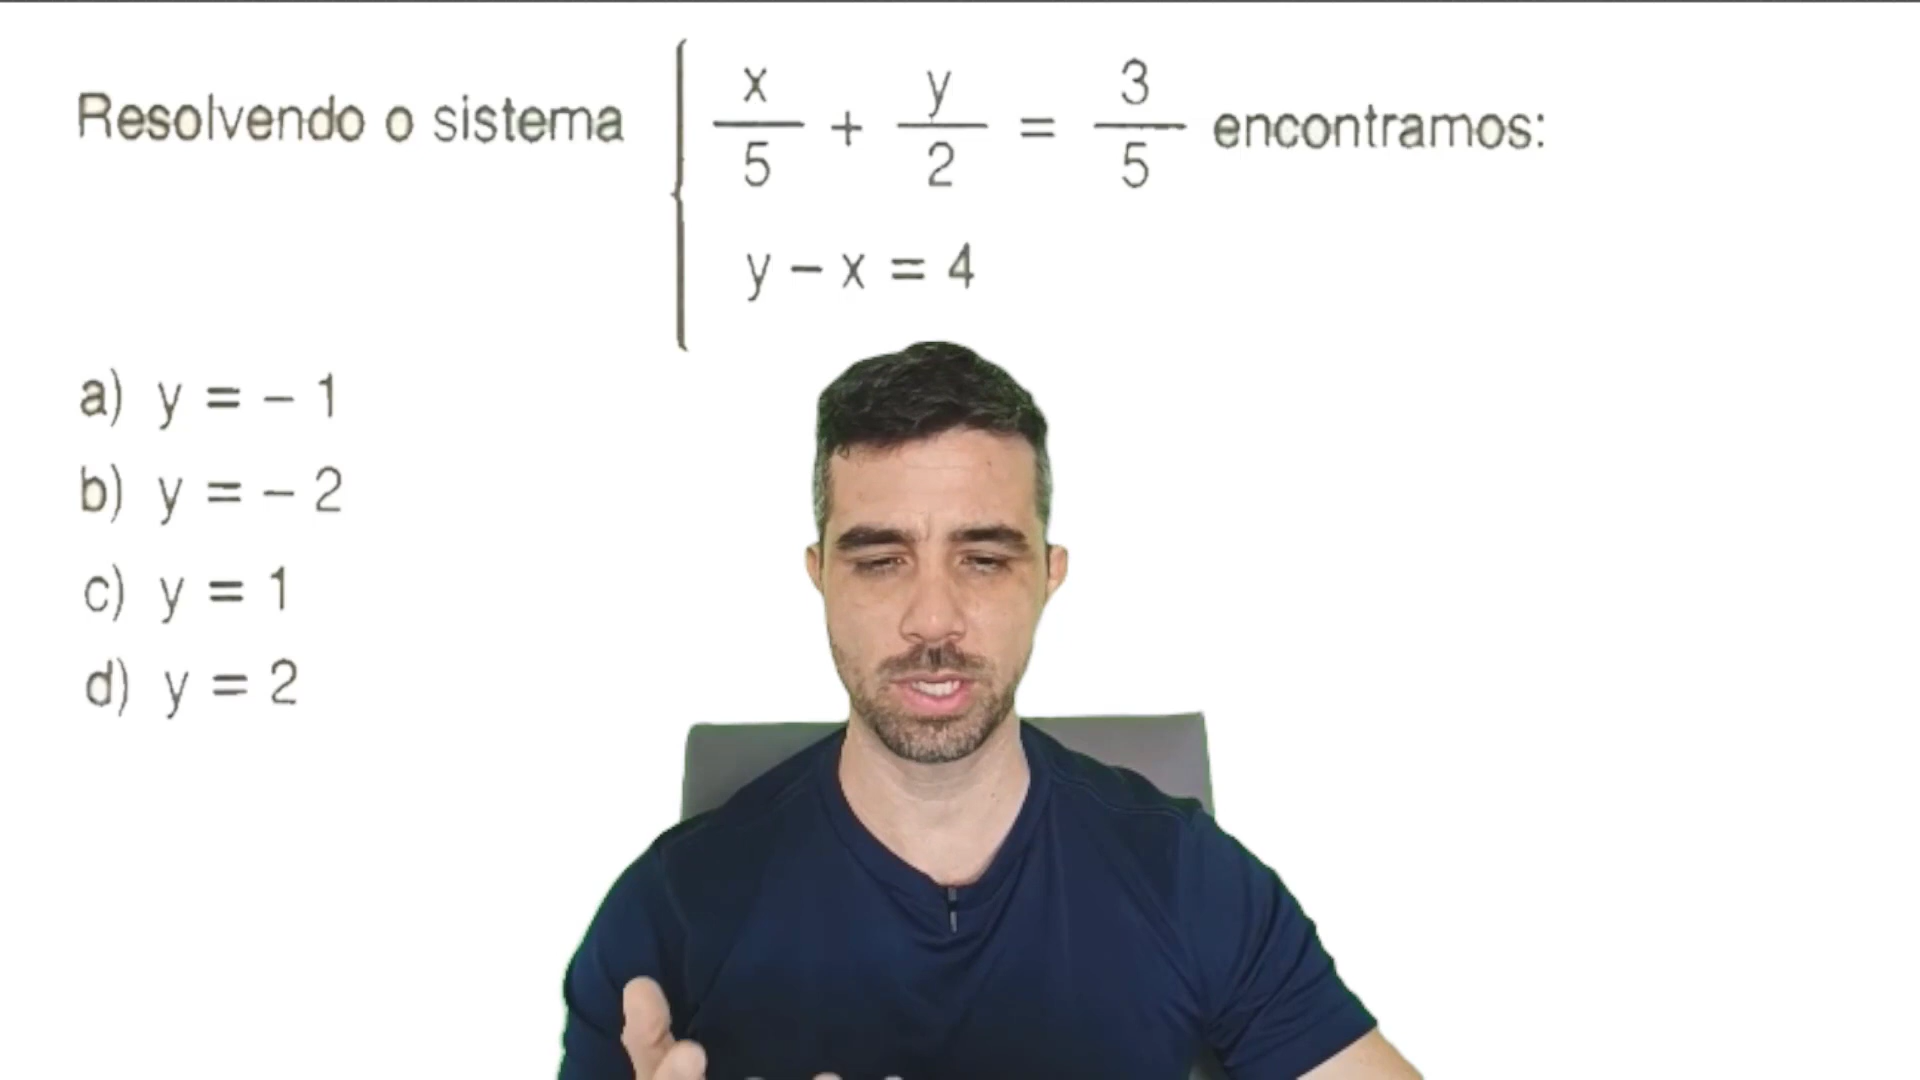 Resolvendo o sistema { x/5 + y/2 = 3/5 encontramos:
y – x = 4
a) y = – 1
b) y = – 2
c) y = 1
d) y = 2